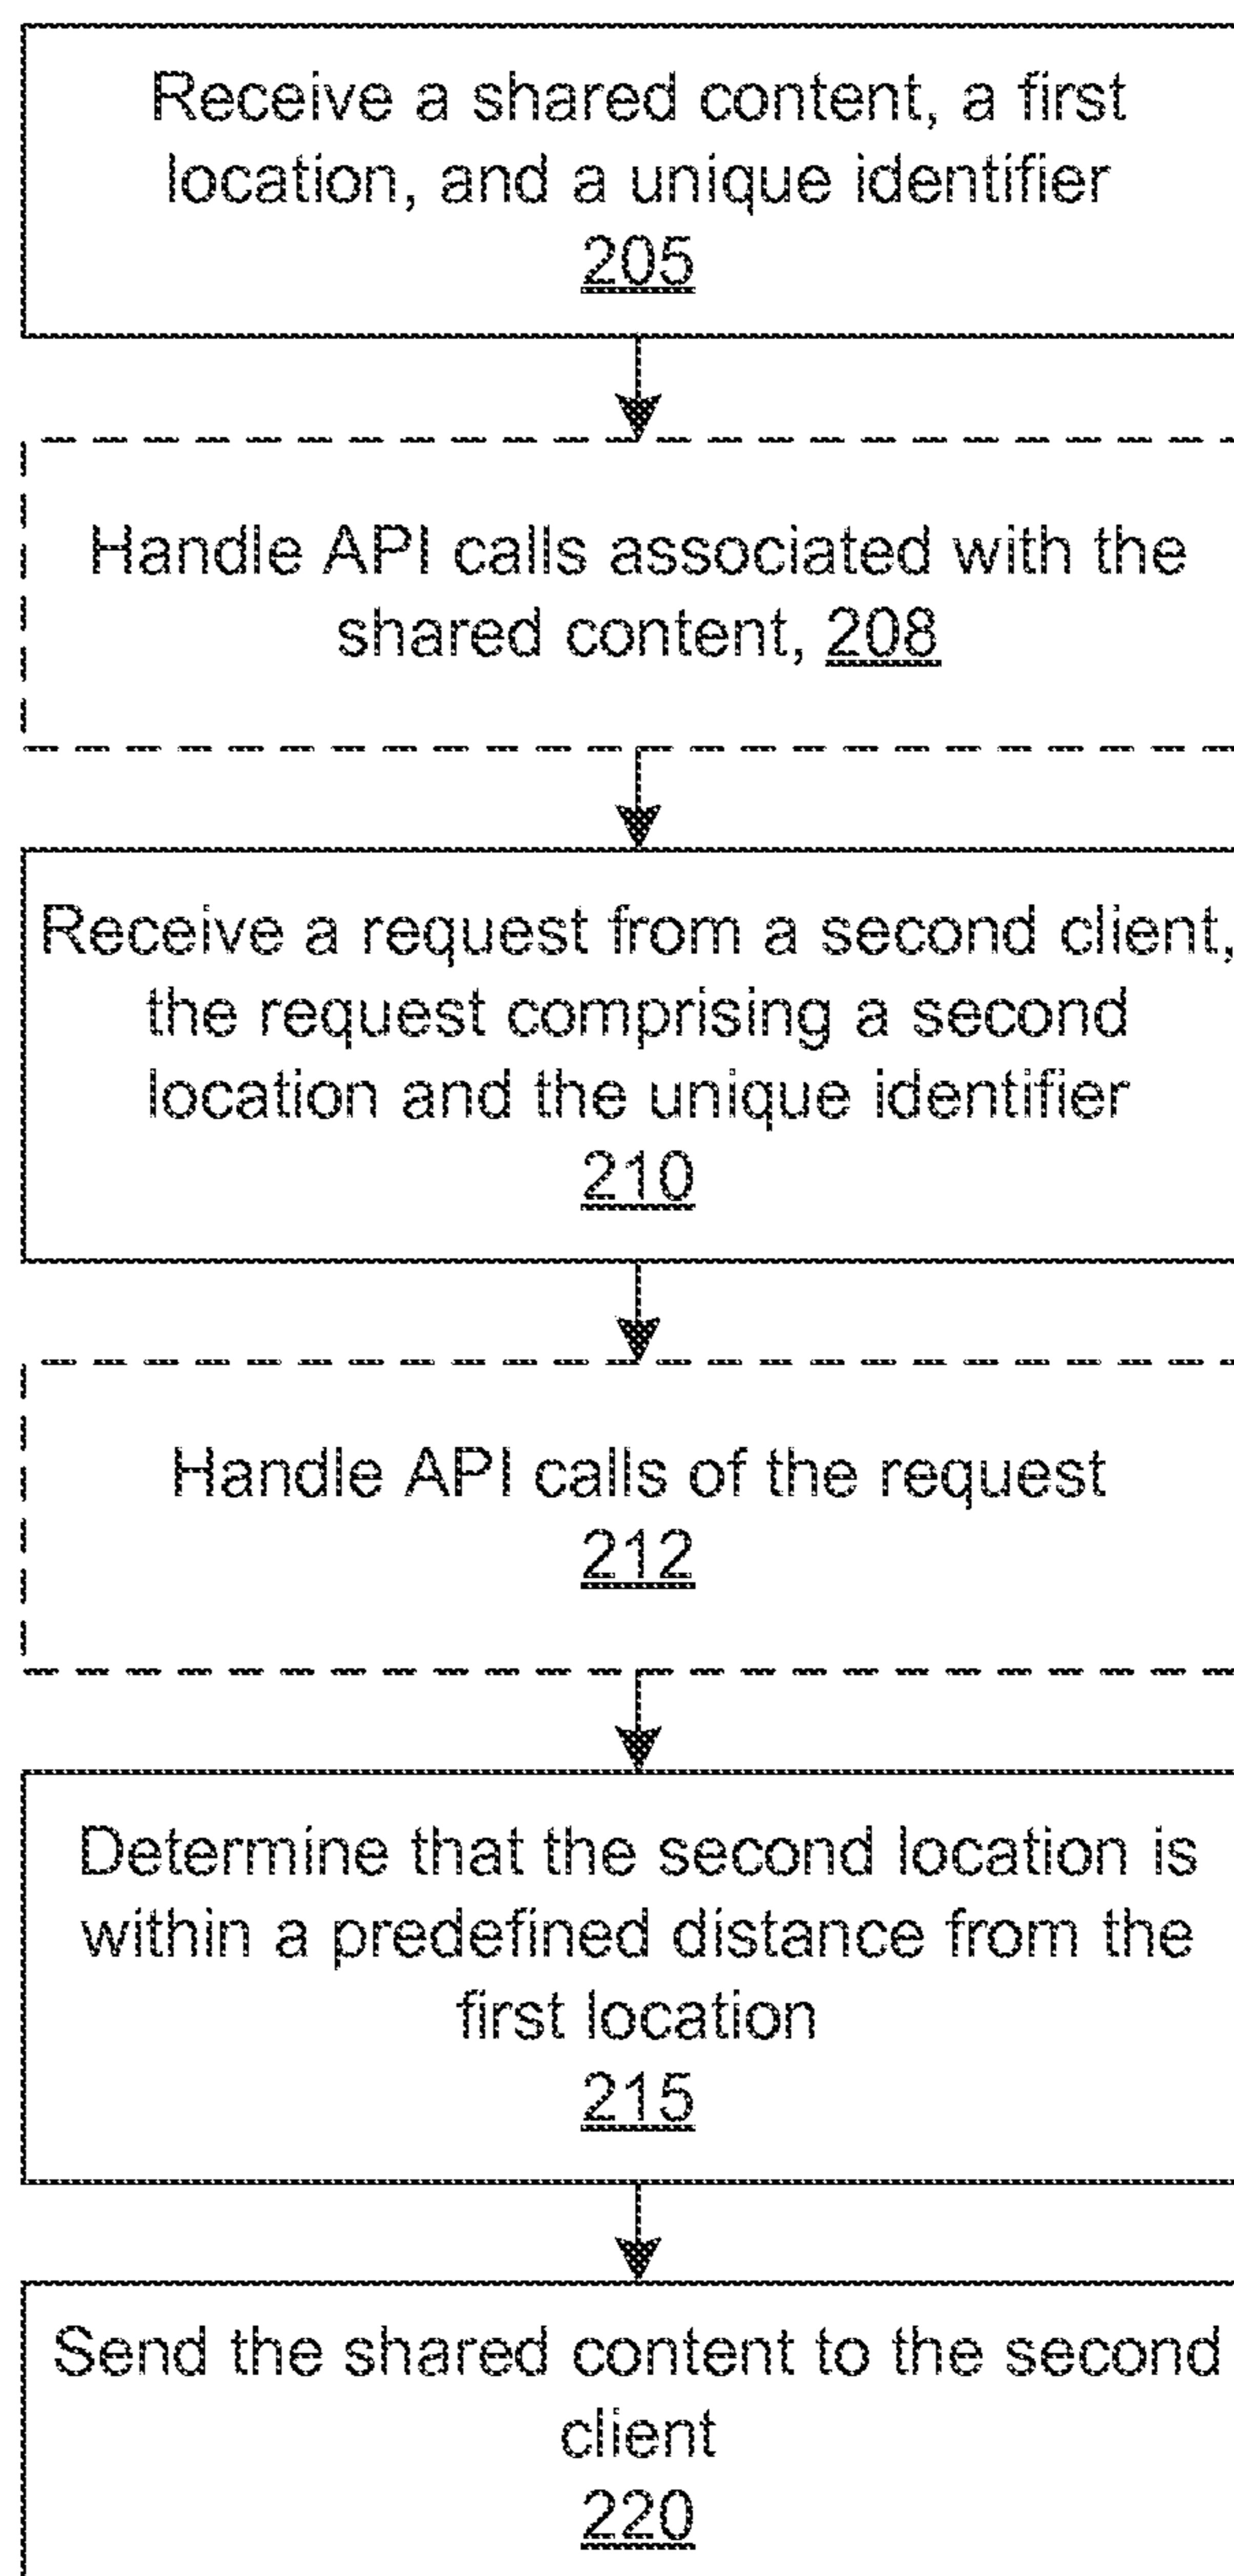 Receive a shared content, a first
location, and a unique identifier
205
Handle API calls associated with the
shared content, 208
Receive a request from a second client,
the request comprising a second
location and the unique identifier
210
Handle API calls of the request
212
Determine that the second location is
within a predefined distance from the
first location
215
Send the shared content to the second
client
220